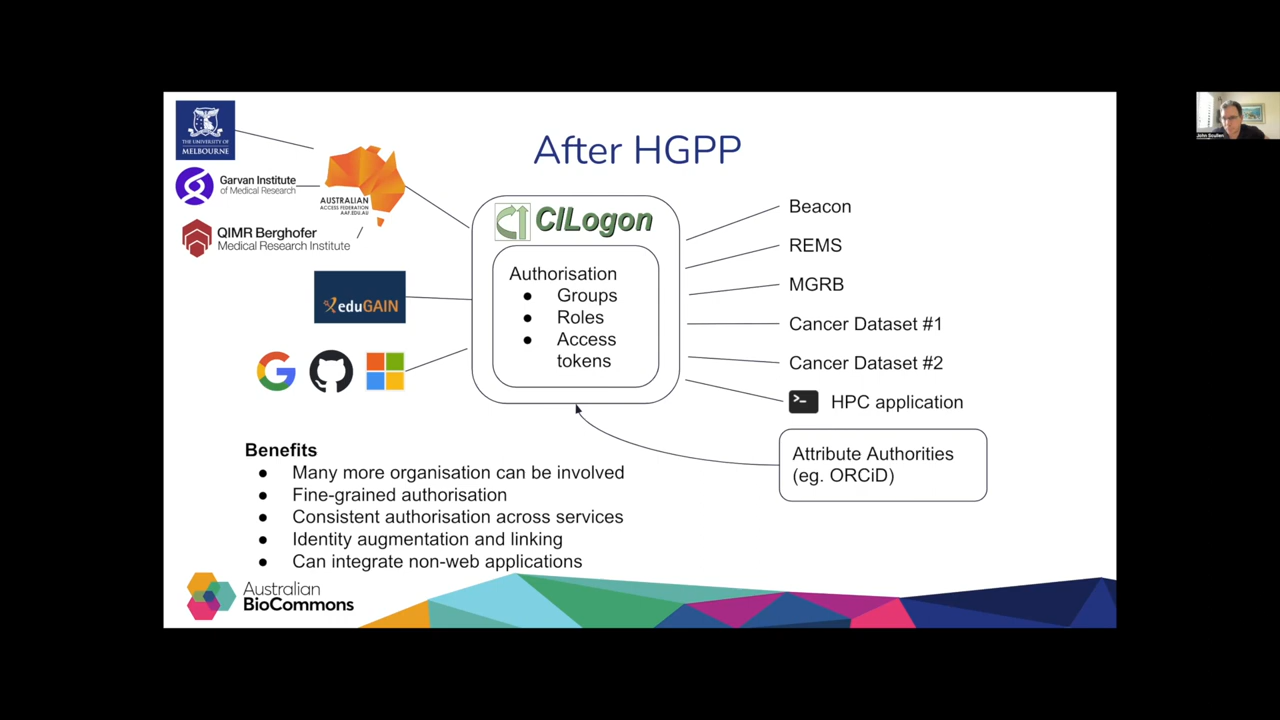 After HGPP
THE UNIVERSITY OF
MELBOURNE
Garvan Institute
of Medical Research
QIMR Berghofer
Medical Research Institute
AUSTRALIAN
ACCESS FEDERATION
AAF.EDU.AU
eduGAIN
CILogon
Authorisation
● Groups
● Roles
● Access
tokens
Beacon
REMS
MGRB
Cancer Dataset #1
Cancer Dataset #2
>_ HPC application
Attribute Authorities
(eg. ORCiD)
Benefits
● Many more organisation can be involved
● Fine-grained authorisation
● Consistent authorisation across services
● Identity augmentation and linking
● Can integrate non-web applications
Australian
BioCommons
John Scullen